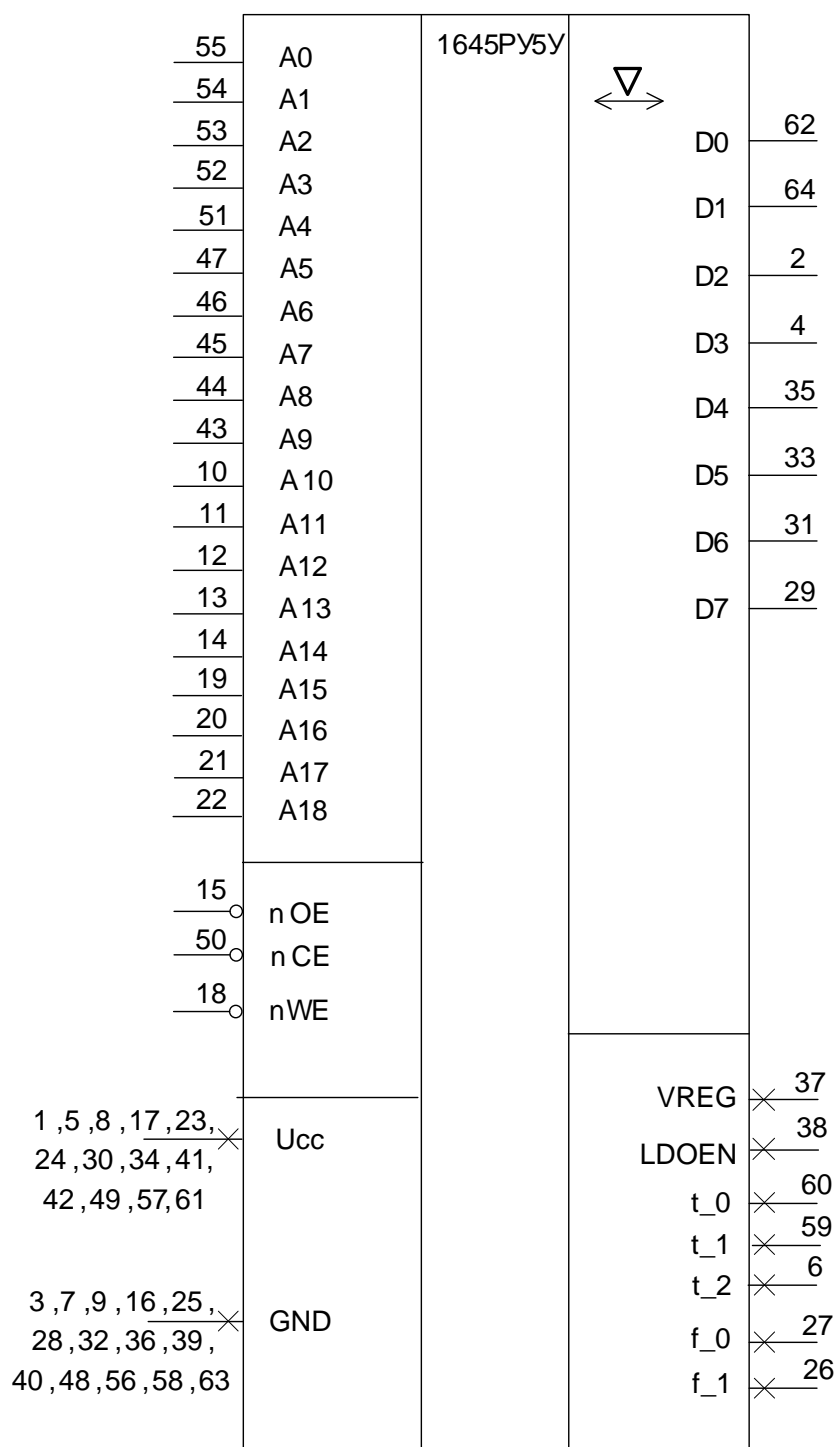 1645РУ5У
55 A0
54 A1
53 A2
52 A3
51 A4
47 A5
46 A6
45 A7
44 A8
43 A9
10 A10
11 A11
12 A12
13 A13
14 A14
19 A15
20 A16
21 A17
22 A18
15 nOE
50 nCE
18 nWE
1,5,8,17,23,
24,30,34,41,
42,49,57,61
Ucc
3,7,9,16,25,
28,32,36,39,
40,48,56,58,63
GND
D0 62
D1 64
D2 2
D3 4
D4 35
D5 33
D6 31
D7 29
VREG 37
LDOEN 38
t_0 60
t_1 59
t_2 6
f_0 27
f_1 26